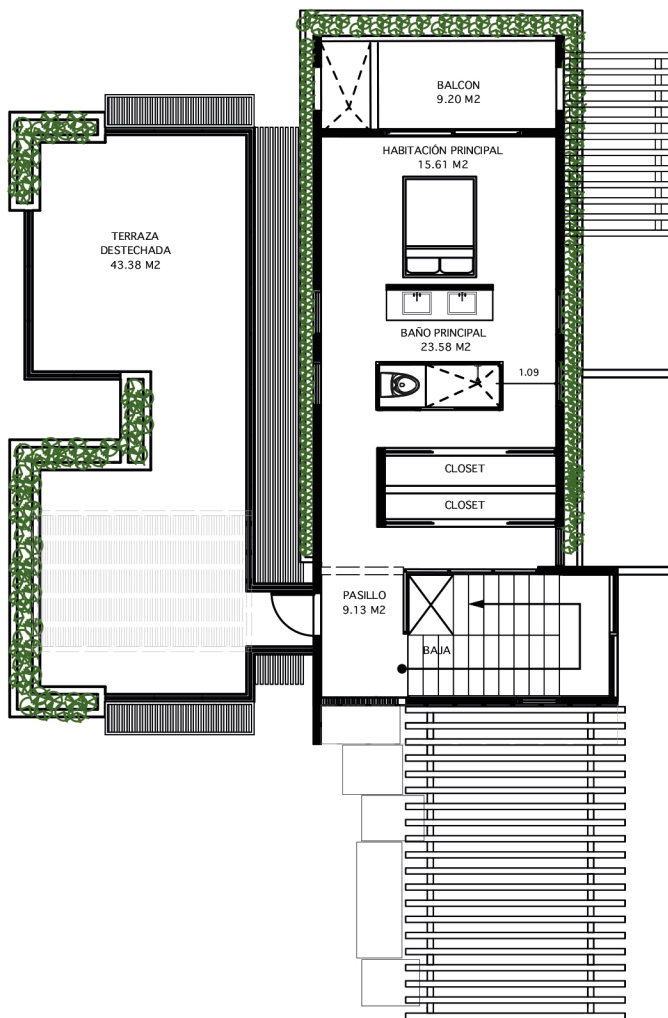 BALCON
9.20 M2
HABITACIÓN PRINCIPAL
15.61 M2
TERRAZA
DESTECHADA
43.38 M2
BAÑO PRINCIPAL
23.58 M2
1.09
CLOSET
CLOSET
PASILLO
9.13 M2
BAJA